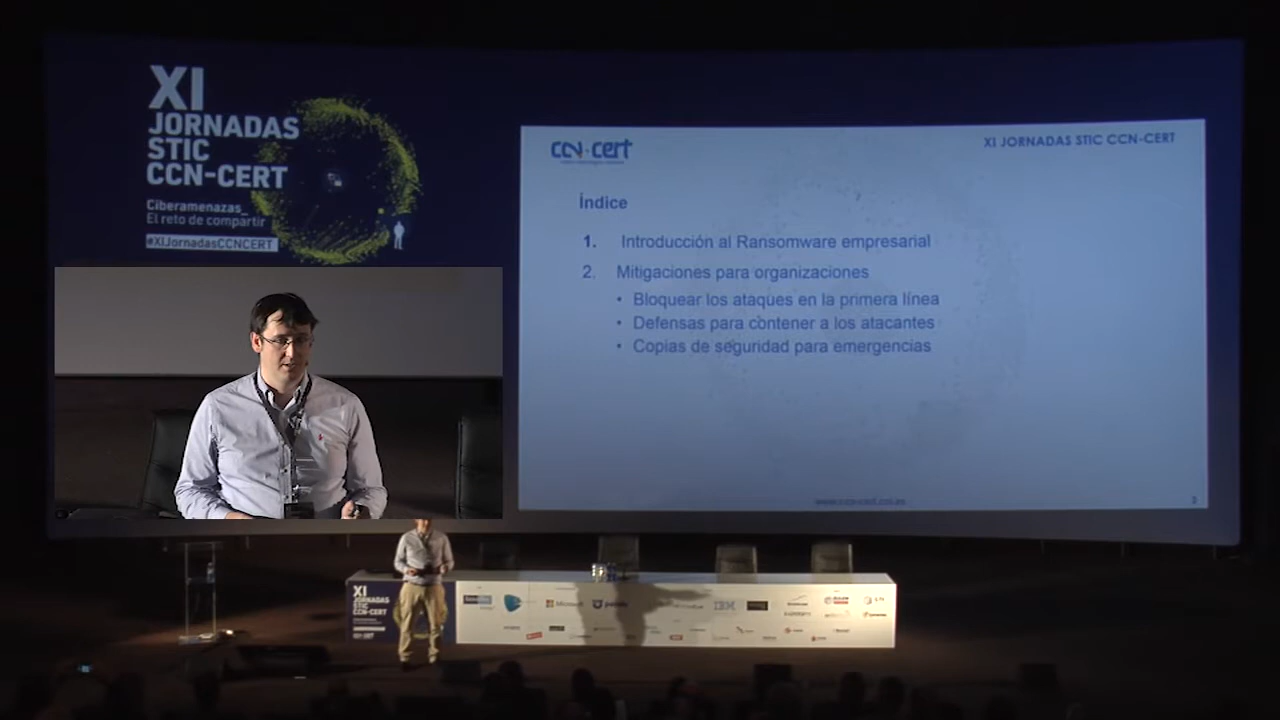 XI
JORNADAS
STIC
CCN-CERT
Ciberamenazas_
El reto de compartir
#XIJornadasCCNCERT
ccn-cert
XI JORNADAS STIC CCN-CERT
Índice
1. Introducción al Ransomware empresarial
2. Mitigaciones para organizaciones
• Bloquear los ataques en la primera línea
• Defensas para contener a los atacantes
• Copias de seguridad para emergencias
www.ccn-cert.cni.es
3
XI
JORNADAS
STIC
CCN-CERT
Microsoft
panda
IBM